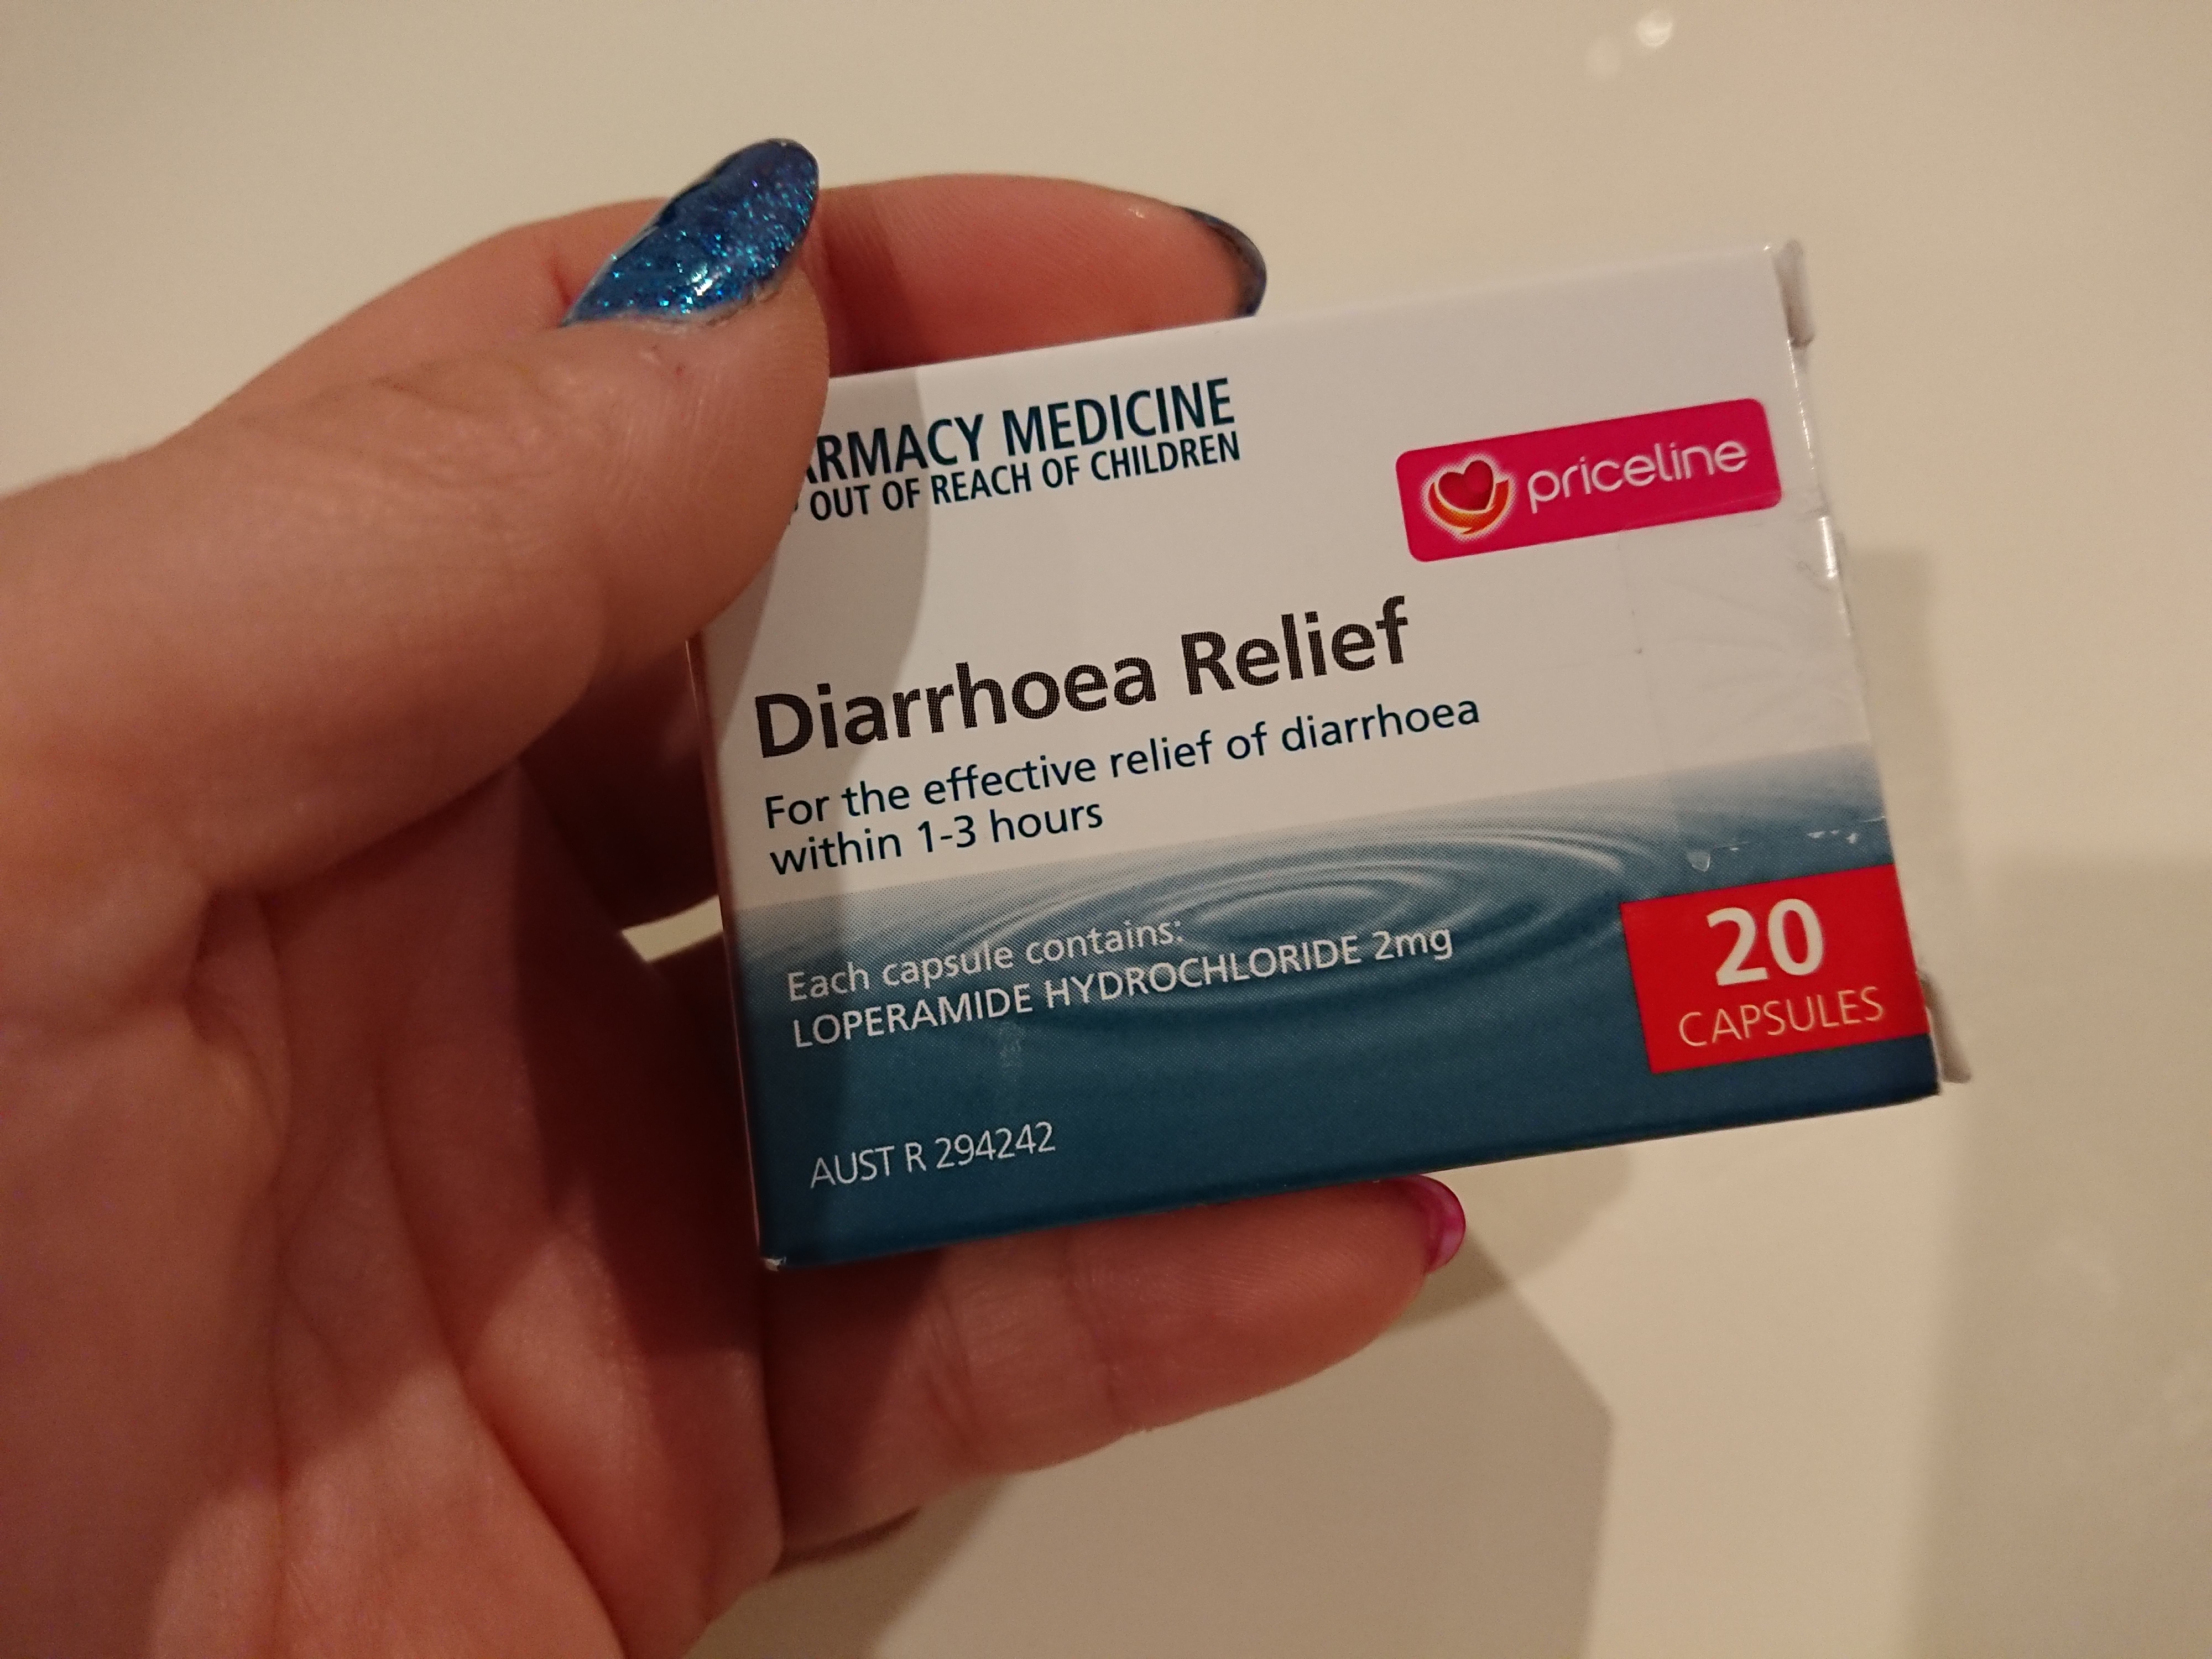 ARMACY MEDICINE
OUT OF REACH OF CHILDREN
priceline
Diarrhoea Relief
For the effective relief of diarrhoea
within 1-3 hours
Each capsule contains:
LOPERAMIDE HYDROCHLORIDE 2mg
20
CAPSULES
AUST R 294242